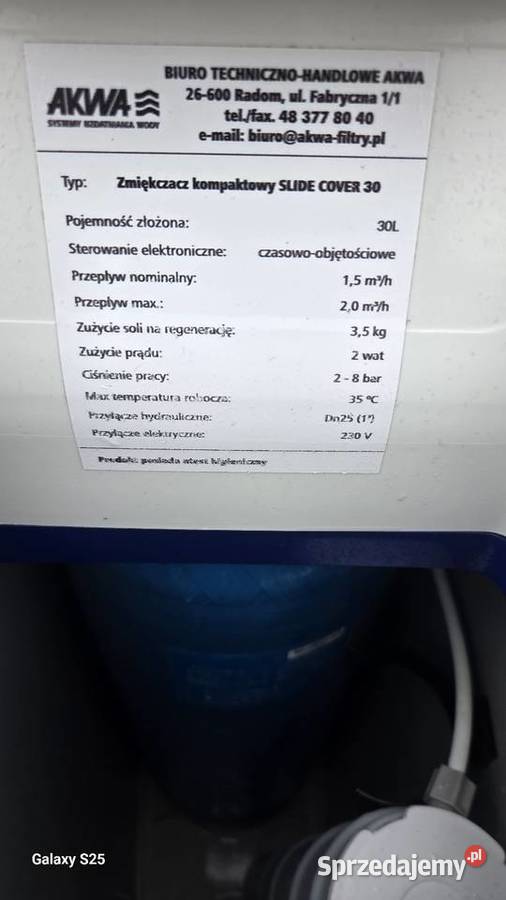 BIURO TECHNICZNO-HANDLOWE AKWA
26-600 Radom, ul. Fabryczna 1/1
tel./fax. 48 377 80 40
e-mail: biuro@akwa-filtry.pl
AKWA
SYSTEMY UZDATNIANIA WODY
Typ: Zmiękczacz kompaktowy SLIDE COVER 30
Pojemność złożona: 30L
Sterowanie elektroniczne: czasowo-objętościowe
Przepływ nominalny: 1,5 m³/h
Przepływ max.: 2,0 m³/h
Zużycie soli na regenerację: 3,5 kg
Zużycie prądu: 2 wat
Ciśnienie pracy: 2 - 8 bar
Max temperatura robocza: 35 °C
Przyłącze hydrauliczne: Dn25 (1")
Przyłącze elektryczne: 230 V
Produkt posiada atest higieniczny
Galaxy S25
Sprzedajemy.pl